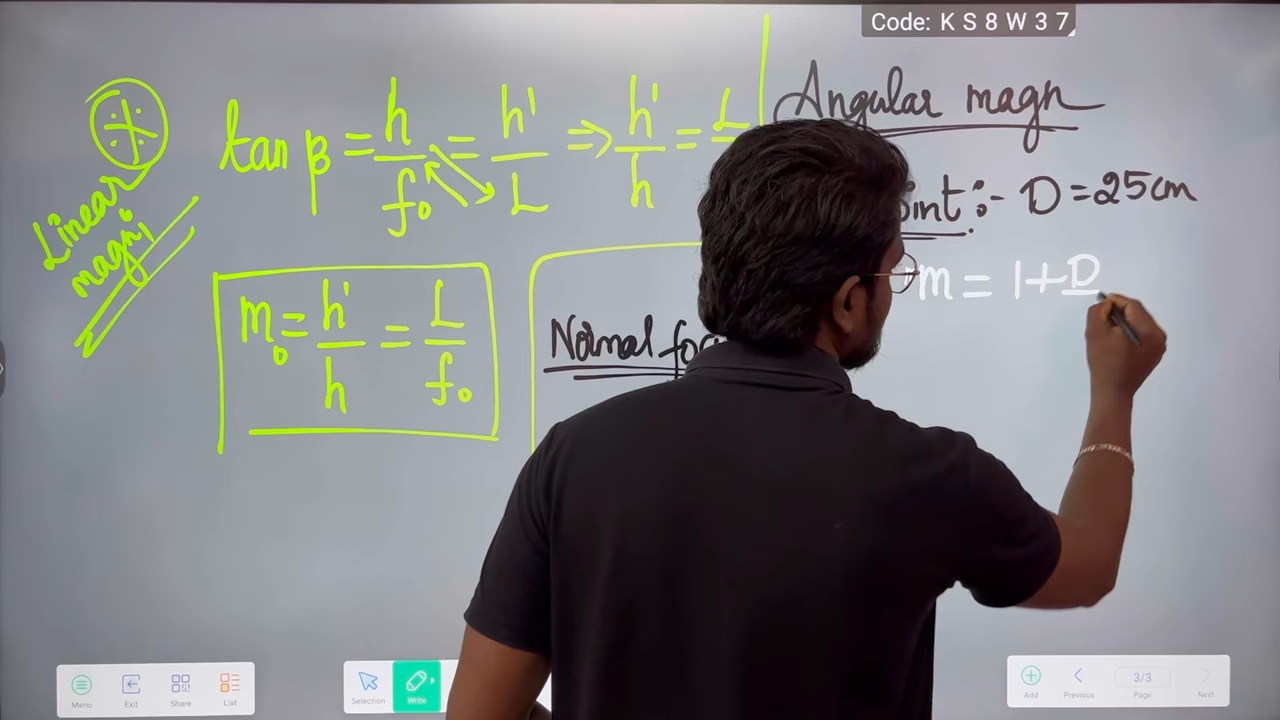 Code: K S 8 W 3 7
Linear
magn
tan β = h/f₀ = h'/L ⇒ h'/h = L
m₀ = h'/h = L/f₀
Normal
Angular magn
:- D = 25cm
m = 1 + D
Menu
Exit
Share
List
Selection
Write
Add
Previous
3/3
Page
Next